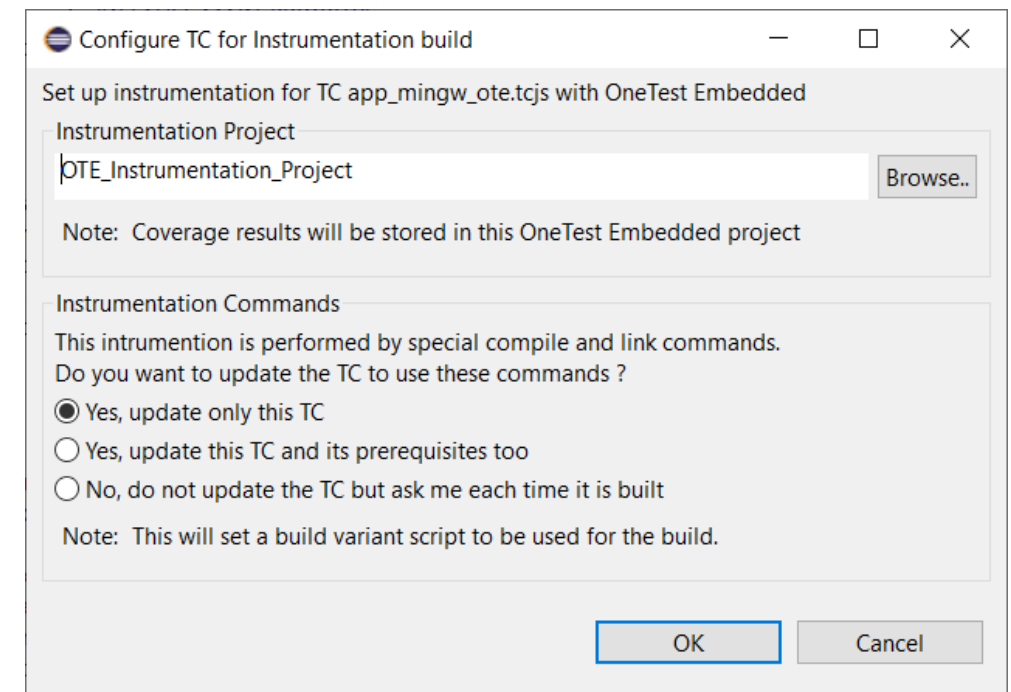 Configure TC for Instrumentation build
Set up instrumentation for TC app_mingw_ote.tcjs with OneTest Embedded
Instrumentation Project
OTE_Instrumentation_Project
Browse..
Note: Coverage results will be stored in this OneTest Embedded project
Instrumentation Commands
This intrumention is performed by special compile and link commands.
Do you want to update the TC to use these commands ?
Yes, update only this TC
Yes, update this TC and its prerequisites too
No, do not update the TC but ask me each time it is built
Note: This will set a build variant script to be used for the build.
OK
Cancel